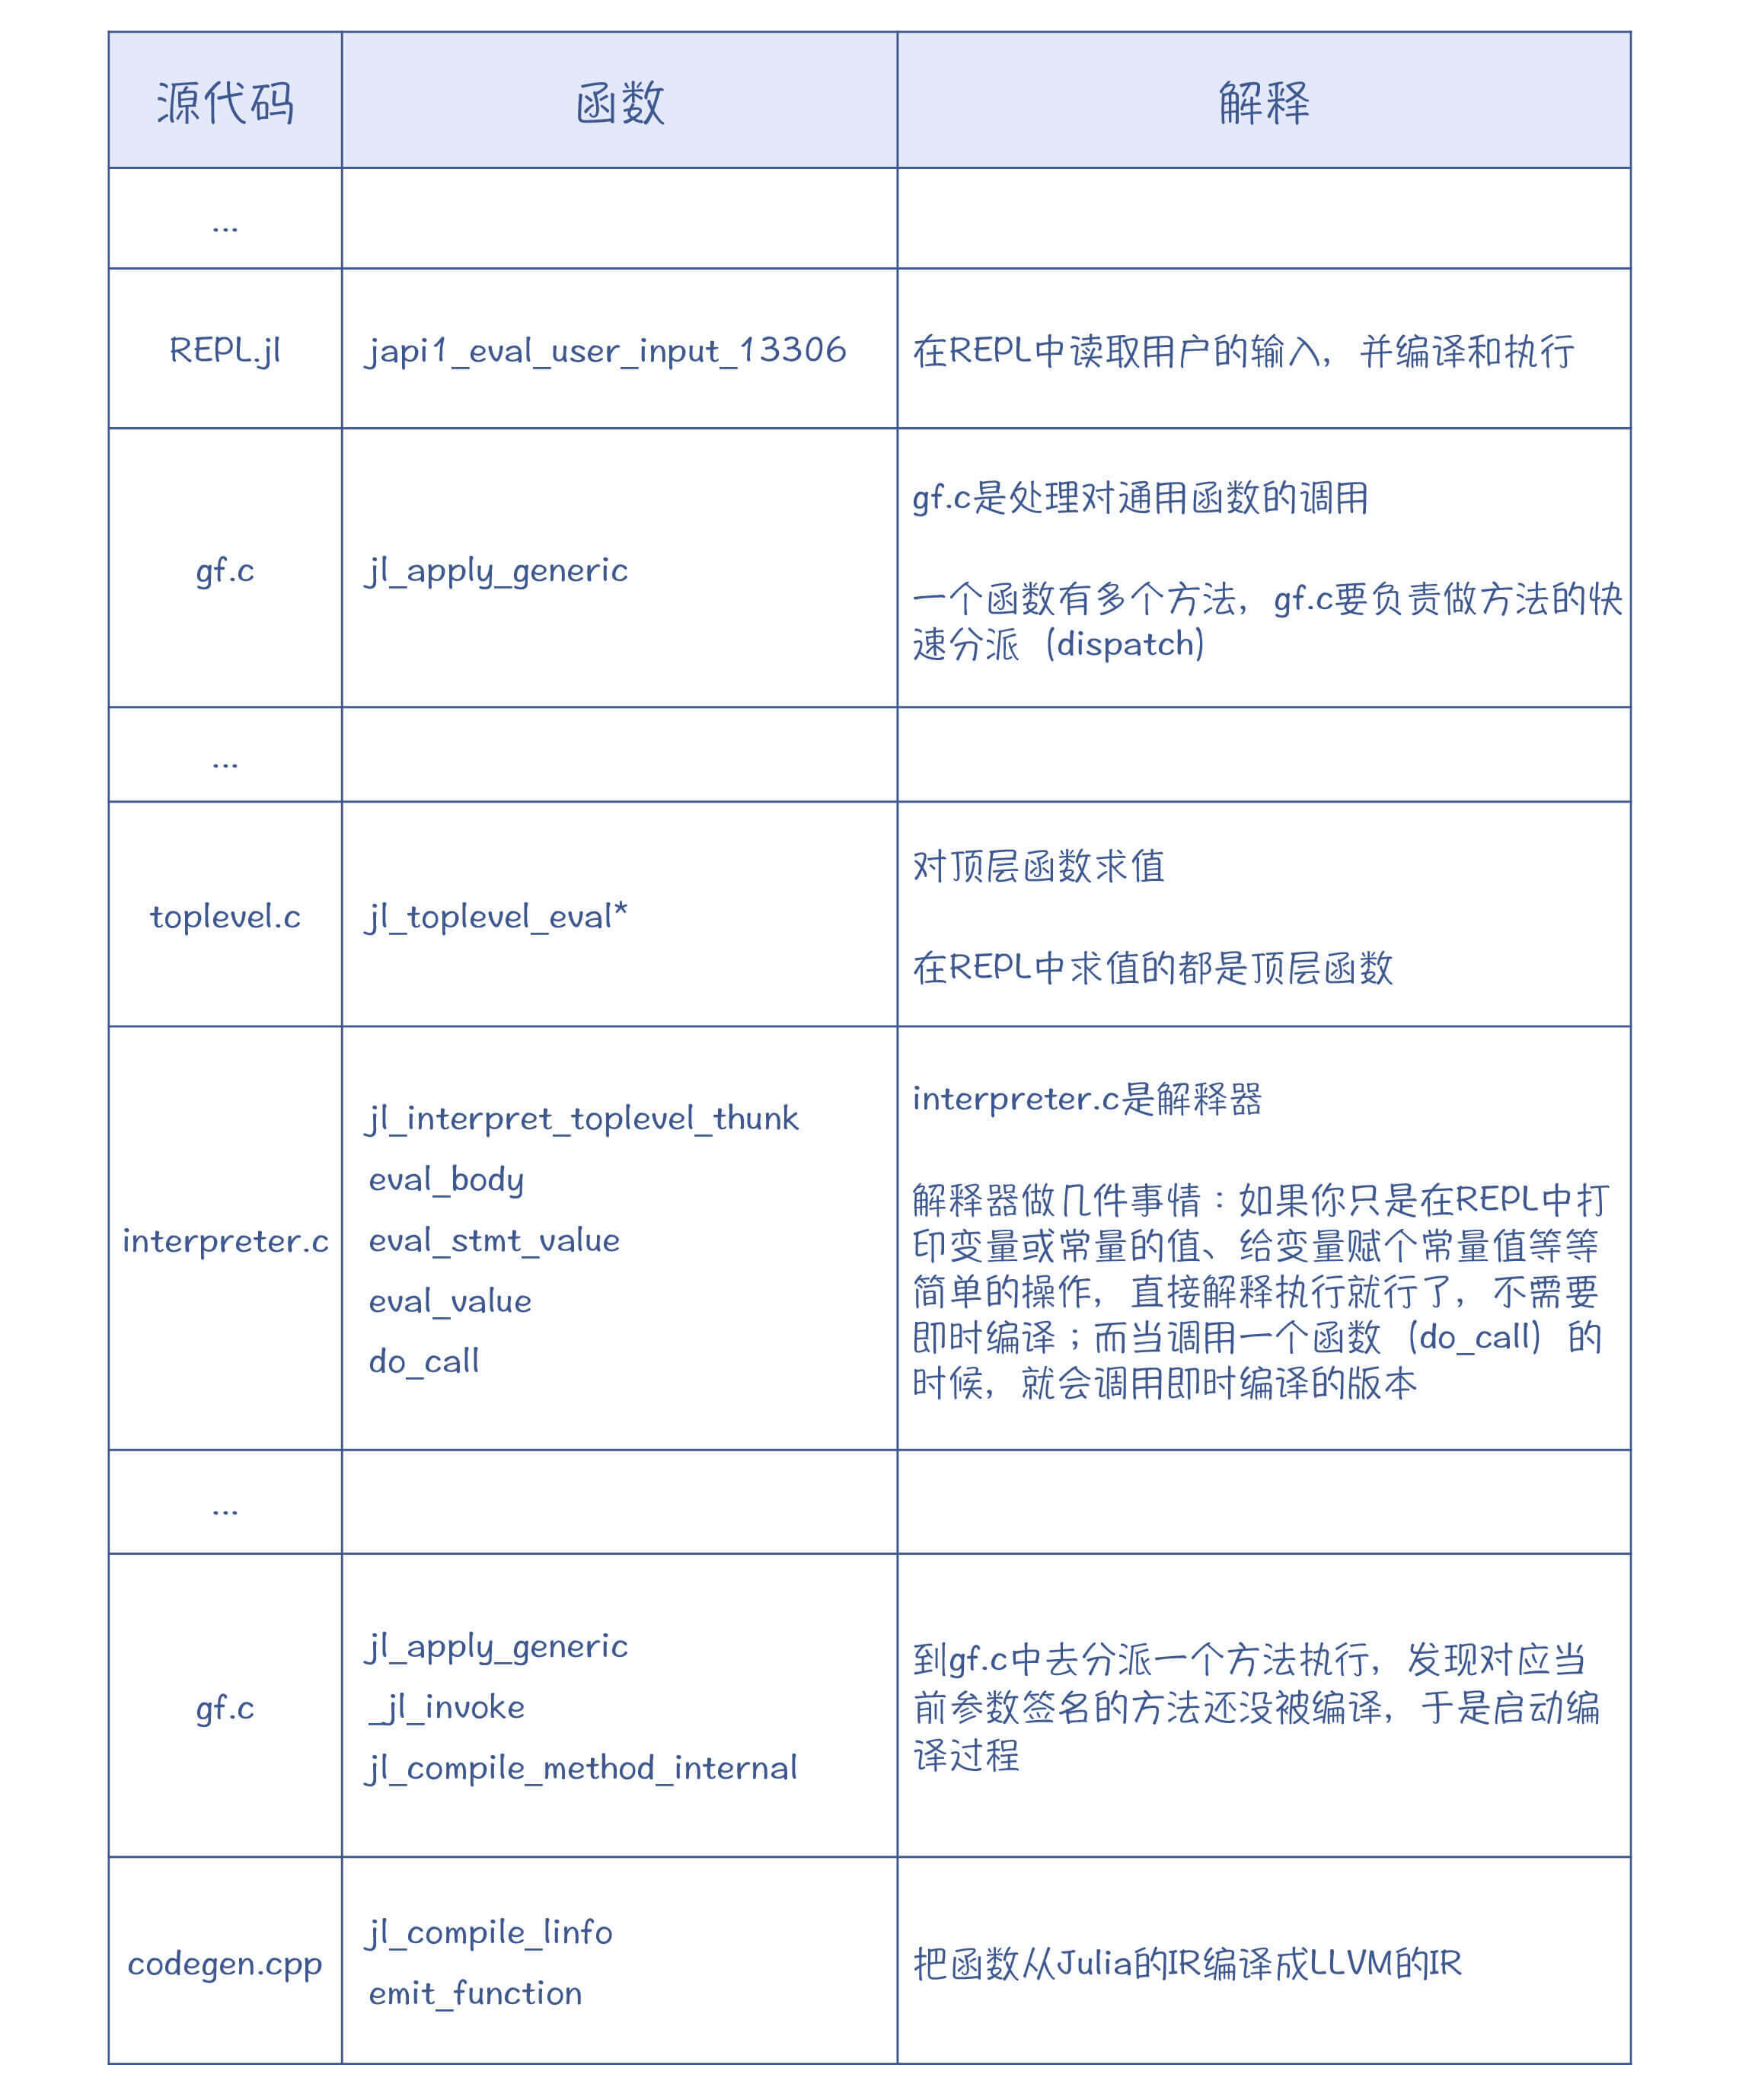 源代码
函数
解释
...
REPL.jl
japi1_eval_user_input_13306
在REPL中读取用户的输入，并编译和执行
gf.c
jl_apply_generic
gf.c是处理对通用函数的调用
一个函数有多个方法，gf.c要负责做方法的快
速分派（dispatch）
...
toplevel.c
jl_toplevel_eval*
对顶层函数求值
在REPL中求值的都是顶层函数
interpreter.c
jl_interpret_toplevel_thunk
eval_body
eval_stmt_value
eval_value
do_call
interpreter.c是解释器
解释器做几件事情：如果你只是在REPL中打
印变量或常量的值、给变量赋个常量值等等
简单的操作，直接解释执行就行了，不需要
即时编译；而当调用一个函数（do_call）的
时候，就会调用即时编译的版本
...
gf.c
jl_apply_generic
_jl_invoke
jl_compile_method_internal
到gf.c中去分派一个方法执行，发现对应当
前参数签名的方法还没被编译，于是启动编
译过程
codegen.cpp
jl_compile_linfo
emit_function
把函数从Julia的IR编译成LLVM的IR